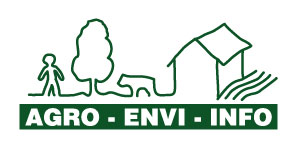 AGRO - ENVI - INFO